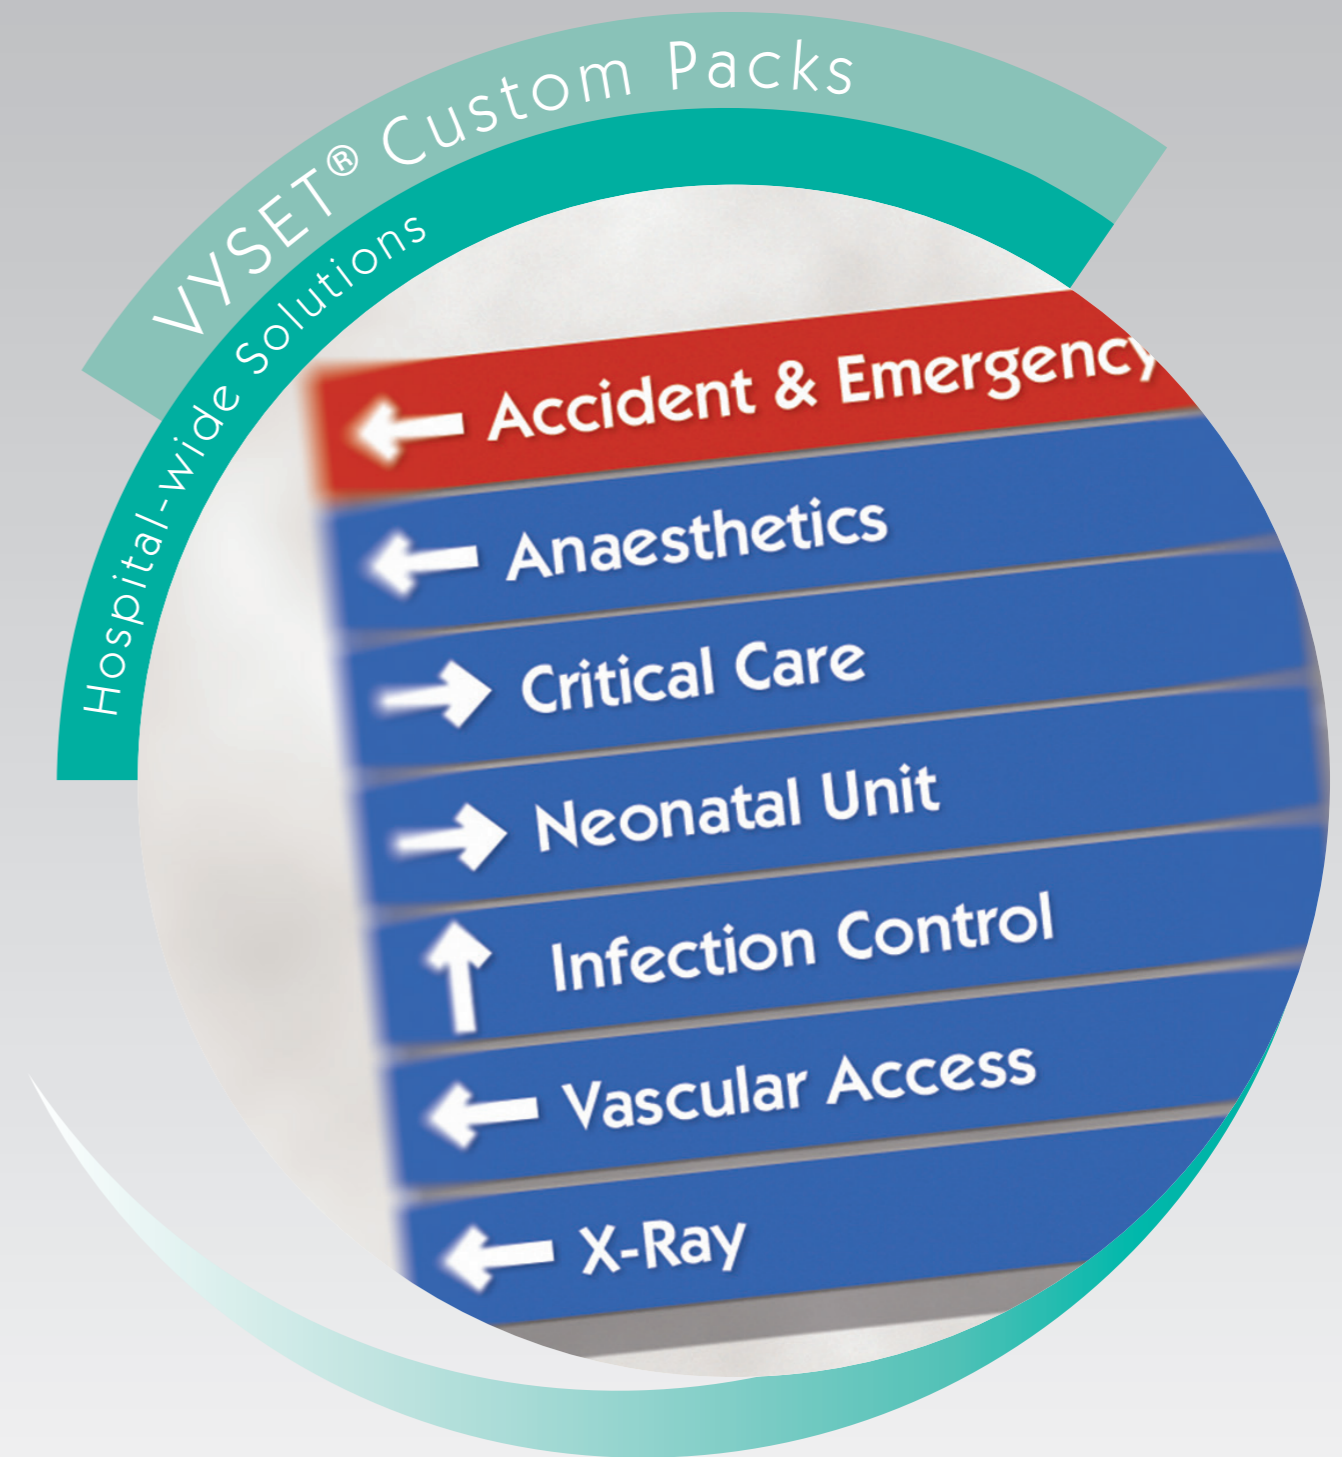 VYSET® Custom Packs
Hospital-wide Solutions
Accident & Emergency
Anaesthetics
Critical Care
Neonatal Unit
Infection Control
Vascular Access
X-Ray